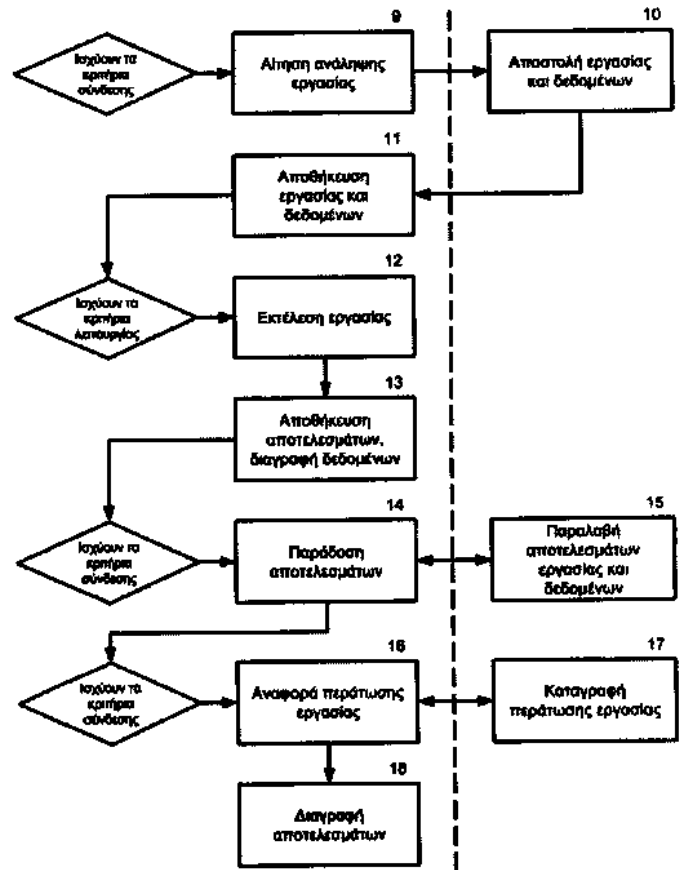 9
10
Ισχύουν τα
κριτήρια
σύνδεσης
Αίτηση ανάληψης
εργασίας
Αποστολή εργασίας
και δεδομένων
11
Αποθήκευση
εργασίας και
δεδομένων
12
Ισχύουν τα
κριτήρια
λειτουργίας
Εκτέλεση εργασίας
13
Αποθήκευση
αποτελεσμάτων,
διαγραφή δεδομένων
14
15
Ισχύουν τα
κριτήρια
σύνδεσης
Παράδοση
αποτελεσμάτων
Παραλαβή
αποτελεσμάτων
εργασίας και
δεδομένων
16
17
Ισχύουν τα
κριτήρια
σύνδεσης
Αναφορά περάτωσης
εργασίας
Καταγραφή
περάτωσης εργασίας
18
Διαγραφή
αποτελεσμάτων